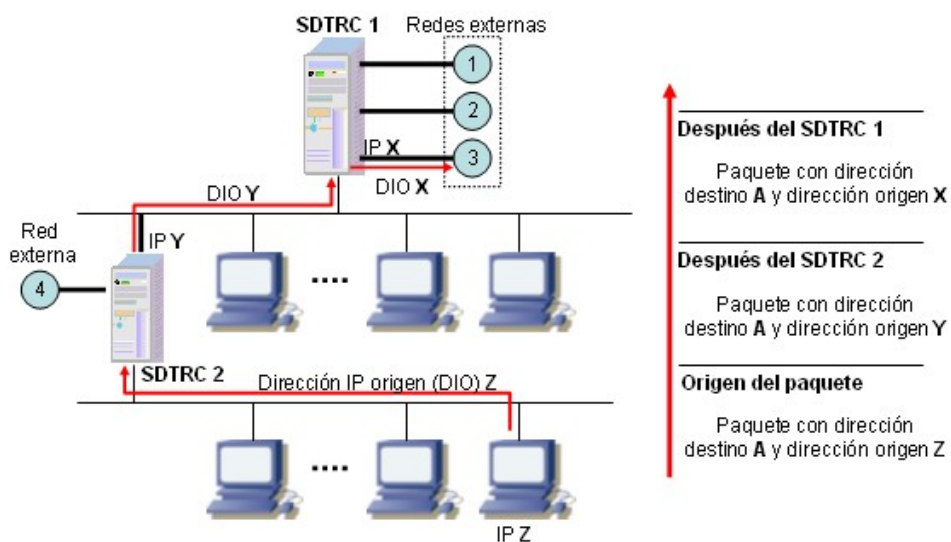 SDTRC 1
Redes externas
1
2
3
IP X
DIO X
DIO Y
Red
externa
4
IP Y
....
SDTRC 2
Dirección IP origen (DIO) Z
....
IP Z
Después del SDTRC 1
Paquete con dirección
destino A y dirección origen X
Después del SDTRC 2
Paquete con dirección
destino A y dirección origen Y
Origen del paquete
Paquete con dirección
destino A y dirección origen Z